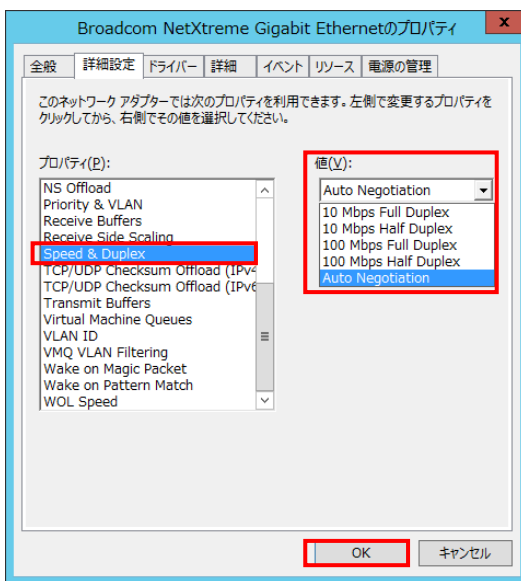 Broadcom NetXtreme Gigabit Ethernetのプロパティ
x
全般 詳細設定 ドライバー 詳細 イベント リソース 電源の管理
このネットワーク アダプターでは次のプロパティを利用できます。左側で変更するプロパティを
クリックしてから、右側でその値を選択してください。
プロパティ(P):
NS Offload
Priority & VLAN
Receive Buffers
Receive Side Scaling
Speed & Duplex
TCP/UDP Checksum Offload (IPv4
TCP/UDP Checksum Offload (IPv6
Transmit Buffers
Virtual Machine Queues
VLAN ID
VMQ VLAN Filtering
Wake on Magic Packet
Wake on Pattern Match
WOL Speed
値(V):
Auto Negotiation
10 Mbps Full Duplex
10 Mbps Half Duplex
100 Mbps Full Duplex
100 Mbps Half Duplex
Auto Negotiation
OK
キャンセル